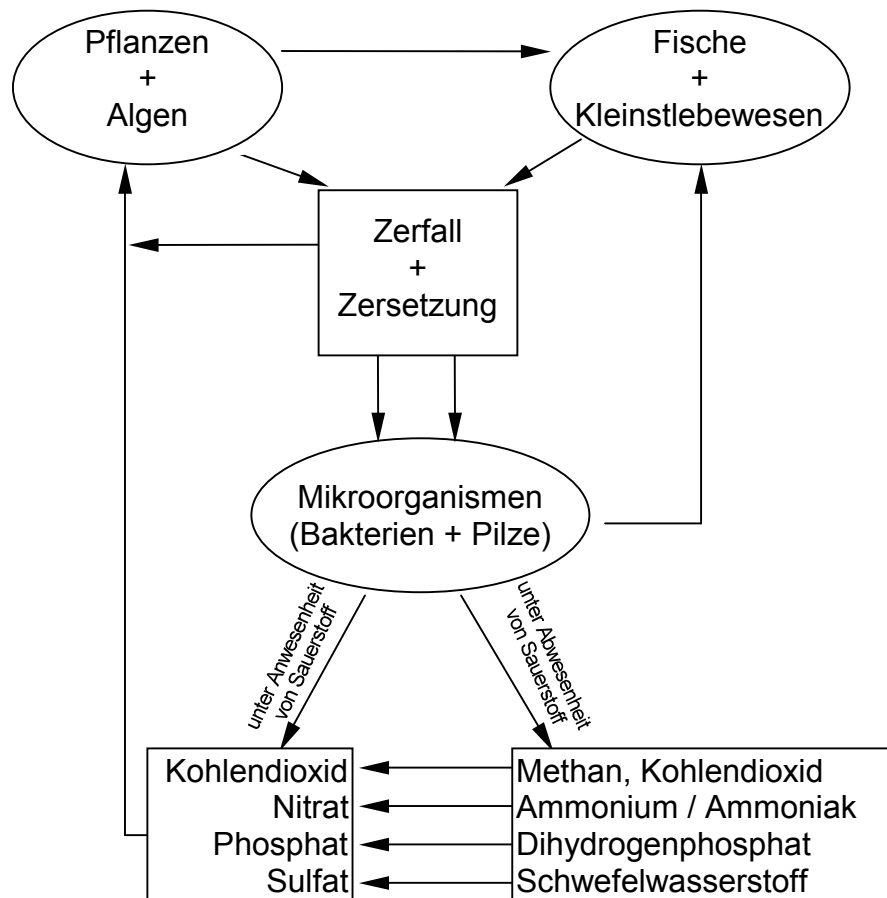 Pflanzen
+
Algen
Fische
+
Kleinstlebewesen
Zerfall
+
Zersetzung
Mikroorganismen
(Bakterien + Pilze)
unter Anwesenheit
von Sauerstoff
unter Abwesenheit
von Sauerstoff
Kohlendioxid
Nitrat
Phosphat
Sulfat
Methan, Kohlendioxid
Ammonium / Ammoniak
Dihydrogenphosphat
Schwefelwasserstoff